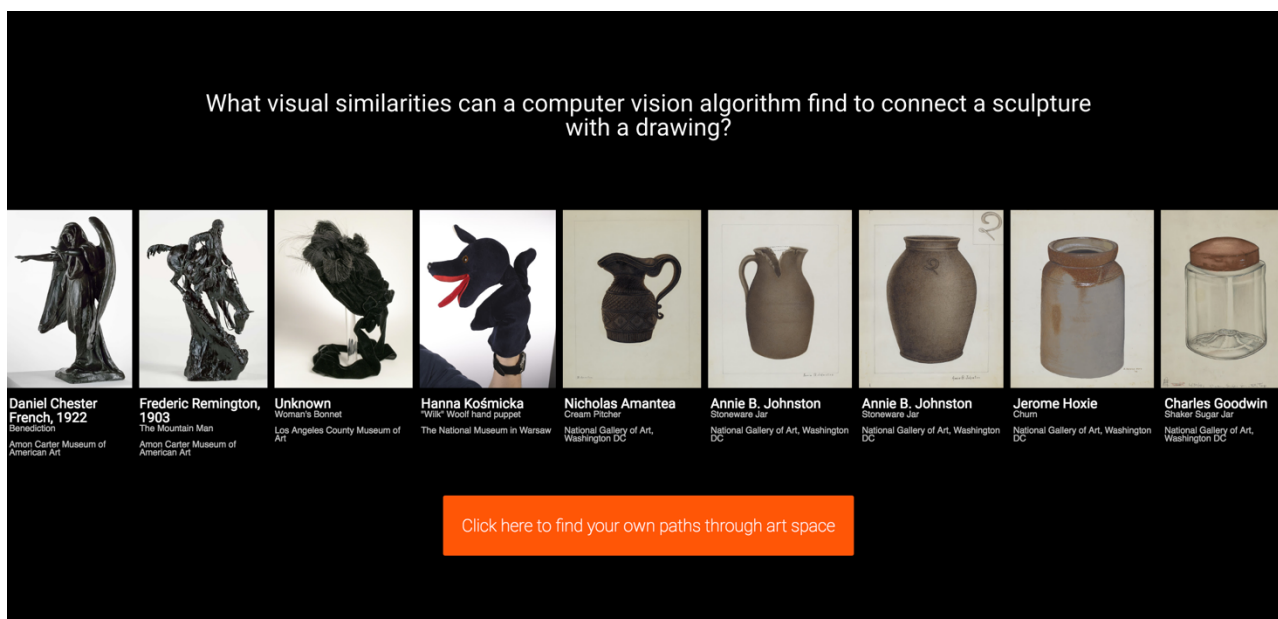 What visual similarities can a computer vision algorithm find to connect a sculpture
with a drawing?
Daniel Chester
French, 1922
Benediction
Amon Carter Museum of
American Art
Frederic Remington,
1903
The Mountain Man
Amon Carter Museum of
American Art
Unknown
Woman's Bonnet
Los Angeles County Museum of
Art
Hanna Kośmicka
"Wilk" Woolf hand puppet
The National Museum in Warsaw
Nicholas Amantea
Cream Pitcher
National Gallery of Art,
Washington DC
Annie B. Johnston
Stoneware Jar
National Gallery of Art, Washington
DC
Annie B. Johnston
Stoneware Jar
National Gallery of Art, Washington
DC
Jerome Hoxie
Churn
National Gallery of Art, Washington
DC
Charles Goodwin
Shaker Sugar Jar
National Gallery of Art,
Washington DC
Click here to find your own paths through art space